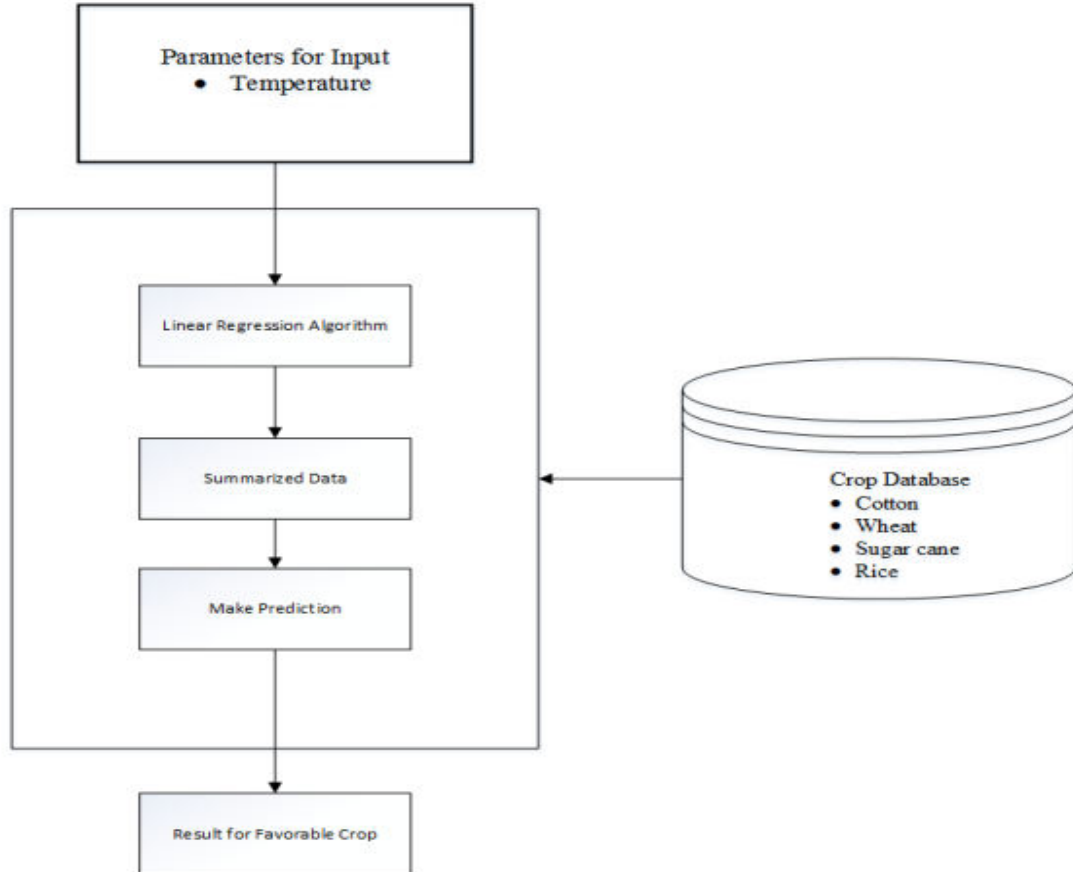 Parameters for Input
• Temperature
Linear Regression Algorithm
Summarized Data
Make Prediction
Crop Database
• Cotton
• Wheat
• Sugar cane
• Rice
Result for Favorable Crop